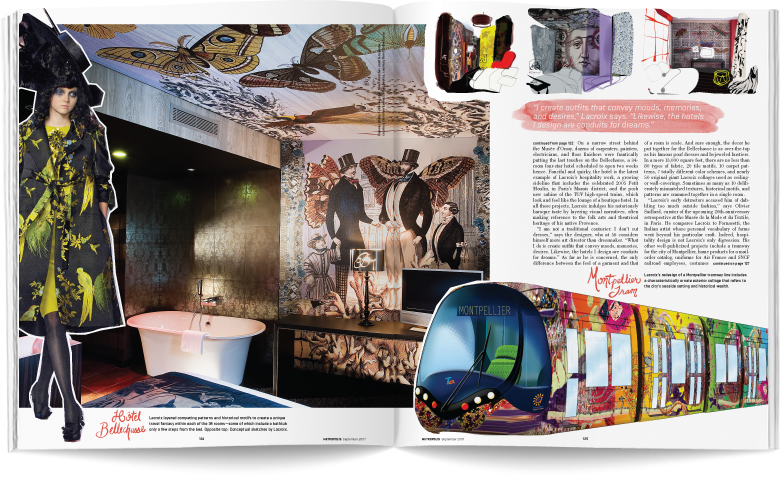 "I create outfits that convey moods, memories,
and desires," Lacroix says. "Likewise, the hotels
I design are conduits for dreams."
continued from page 122 On a narrow street behind
the Musée d'Orsay, dozens of carpenters, painters,
electricians, and floor finishers were frantically
putting the last touches on the Bellechasse, a 34-
room four-star hotel scheduled to open two weeks
hence. Fanciful and quirky, the hotel is the latest
example of Lacroix's hospitality work, a growing
sideline that includes the celebrated 2005 Petit
Moulin, in Paris's Marais district, and the posh
new cabins of the TGV high-speed trains, which
look and feel like the lounge of a boutique hotel. In
all these projects, Lacroix indulges his notoriously
baroque taste by layering visual narratives, often
making reference to the folk arts and theatrical
heritage of his native Provence.
"I am not a traditional couturier: I don't cut
dresses," says the designer, who at 56 considers
himself more art director than dressmaker. "What
I do is create outfits that convey moods, memories,
desires. Likewise, the hotels I design are conduits
for dreams." As far as he is concerned, the only
difference between the feel of a garment and that
of a room is scale. And sure enough, the decor he
put together for the Bellechasse is as over-the-top
as his famous pouf dresses and bejeweled bustiers.
In a mere 15,000 square feet, there are no less than
80 types of fabric, 20 tile motifs, 10 carpet pat-
terns, 7 totally different color schemes, and nearly
50 original giant Lacroix collages used as ceiling-
or wall-coverings. Sometimes as many as 10 delib-
erately mismatched textures, historical motifs, and
patterns are crammed together in a single room.
"Lacroix's early detractors accused him of dab-
bling too much outside fashion," says Olivier
Saillard, curator of the upcoming 20th-anniversary
retrospective at the Musée de la Mode et du Textile,
in Paris. He compares Lacroix to Fornasetti, the
Italian artist whose personal vocabulary of forms
went beyond his particular craft. Indeed, hospi-
tality design is not Lacroix's only digression. His
other well-publicized projects include a tramway
for the city of Montpellier, home products for a mail-
order catalog, uniforms for Air France and SNCF
railroad employees, costumes continued on page 127
Montpellier
Tram
Lacroix's redesign of a Montpellier tramway line includes
a characteristically ornate exterior collage that refers to
the city's seaside setting and historical wealth.
MONTPELLIER
Hôtel
Bellechasse
Lacroix layered competing patterns and historical motifs to create a unique
travel fantasy within each of the 34 rooms—some of which include a bathtub
only a few steps from the bed. Opposite top: Conceptual sketches by Lacroix.
124
METROPOLIS September 2007
METROPOLIS September 2007
125